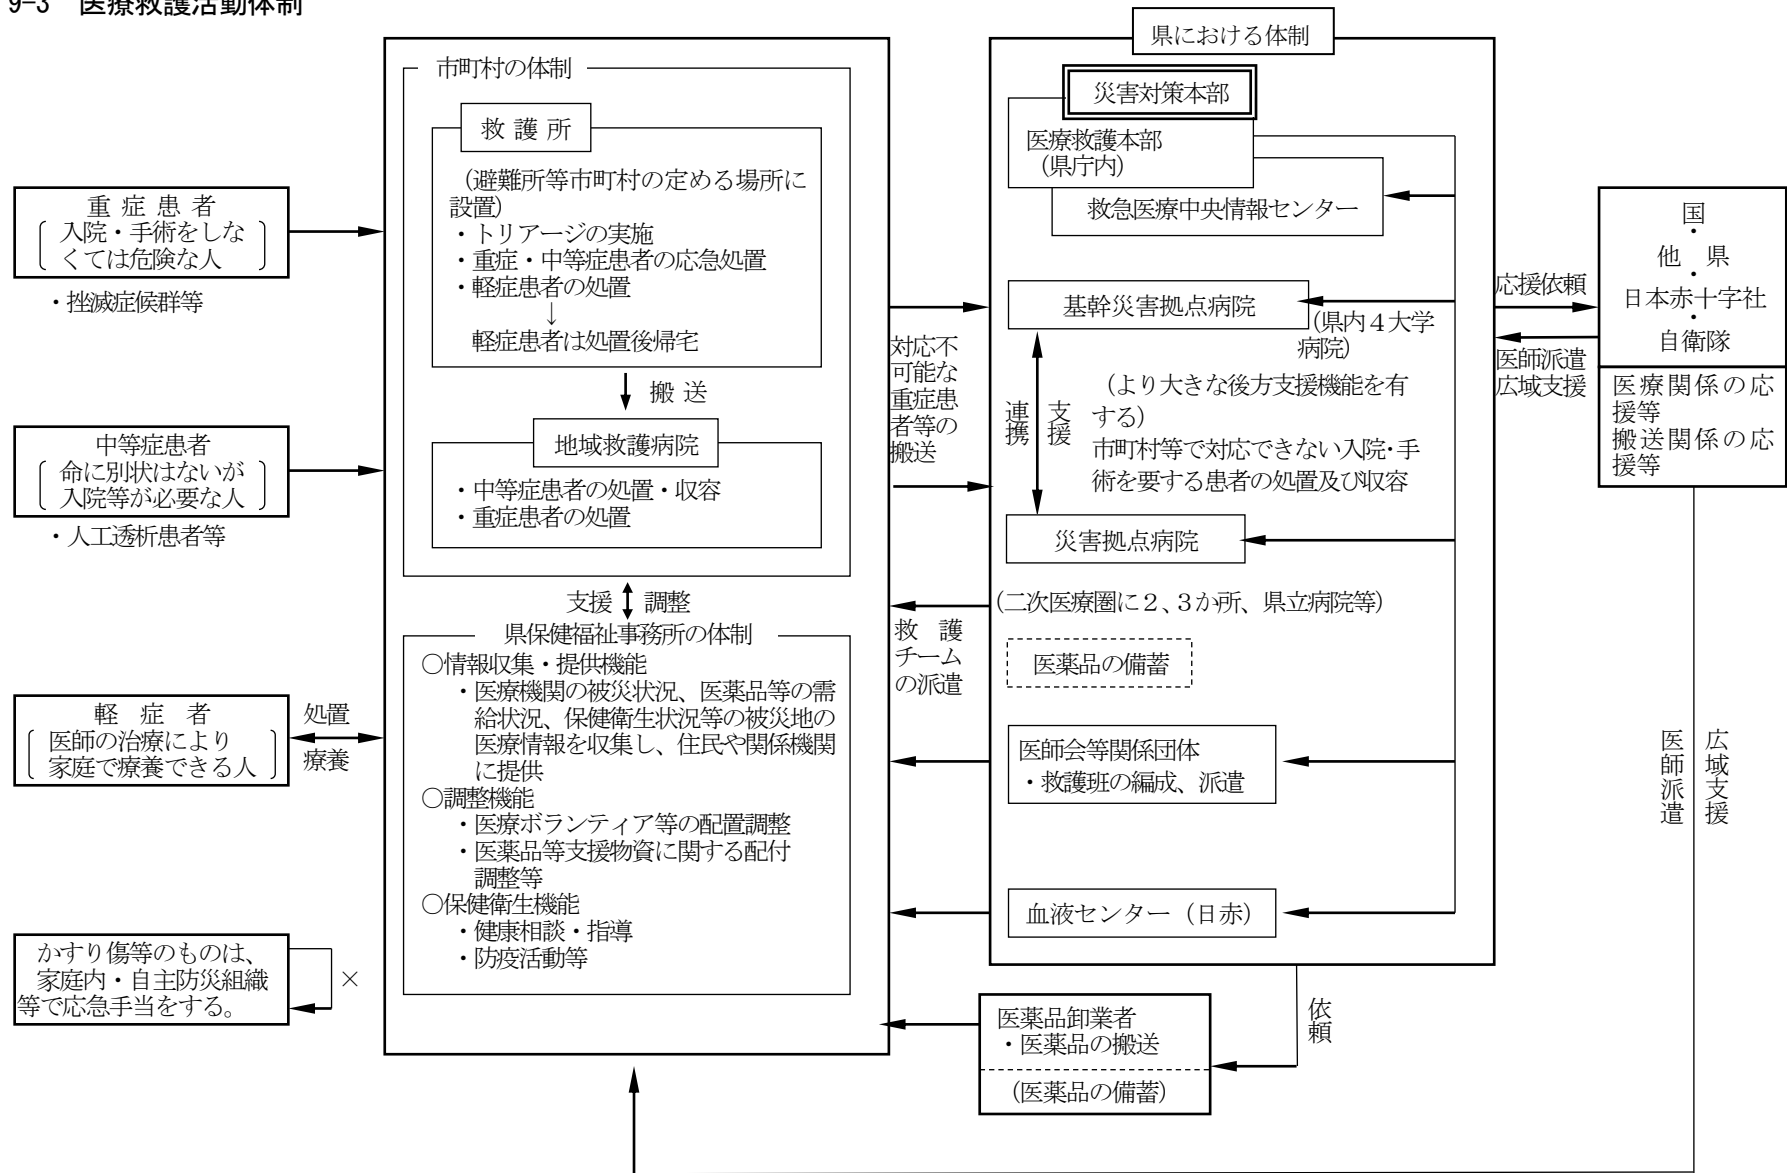 9-3 医療救護活動体制
重症患者
入院・手術をしな
くては危険な人
・挫滅症候群等
中等症患者
命に別状はないが
入院等が必要な人
・人工透析患者等
軽症者
医師の治療により
家庭で療養できる人
処置
療養
かすり傷等のものは、
家庭内・自主防災組織
等で応急手当をする。
×
市町村の体制
救護所
(避難所等市町村の定める場所に
設置)
・トリアージの実施
・重症・中等症患者の応急処置
・軽症患者の処置
↓
軽症患者は処置後帰宅
搬送
地域救護病院
・中等症患者の処置・収容
・重症患者の処置
支援 調整
県保健福祉事務所の体制
○情報収集・提供機能
・医療機関の被災状況、医薬品等の需
給状況、保健衛生状況等の被災地の
医療情報を収集し、住民や関係機関
に提供
○調整機能
・医療ボランティア等の配置調整
・医薬品等支援物資に関する配付
調整等
○保健衛生機能
・健康相談・指導
・防疫活動等
対応不
可能な
重症患
者等の
搬送
救護
チーム
の派遣
県における体制
災害対策本部
医療救護本部
(県庁内)
救急医療中央情報センター
基幹災害拠点病院
(県内4大学
病院)
連携
支援
(より大きな後方支援機能を有
する)
市町村等で対応できない入院・手
術を要する患者の処置及び収容
災害拠点病院
(二次医療圏に2、3か所、県立病院等)
医薬品の備蓄
医師会等関係団体
・救護班の編成、派遣
血液センター(日赤)
依頼
医薬品卸業者
・医薬品の搬送
(医薬品の備蓄)
応援依頼
医師派遣
広域支援
国
・
他県
・
日本赤十字社
・
自衛隊
医療関係の応
援等
搬送関係の応
援等
医師派遣
広域支援